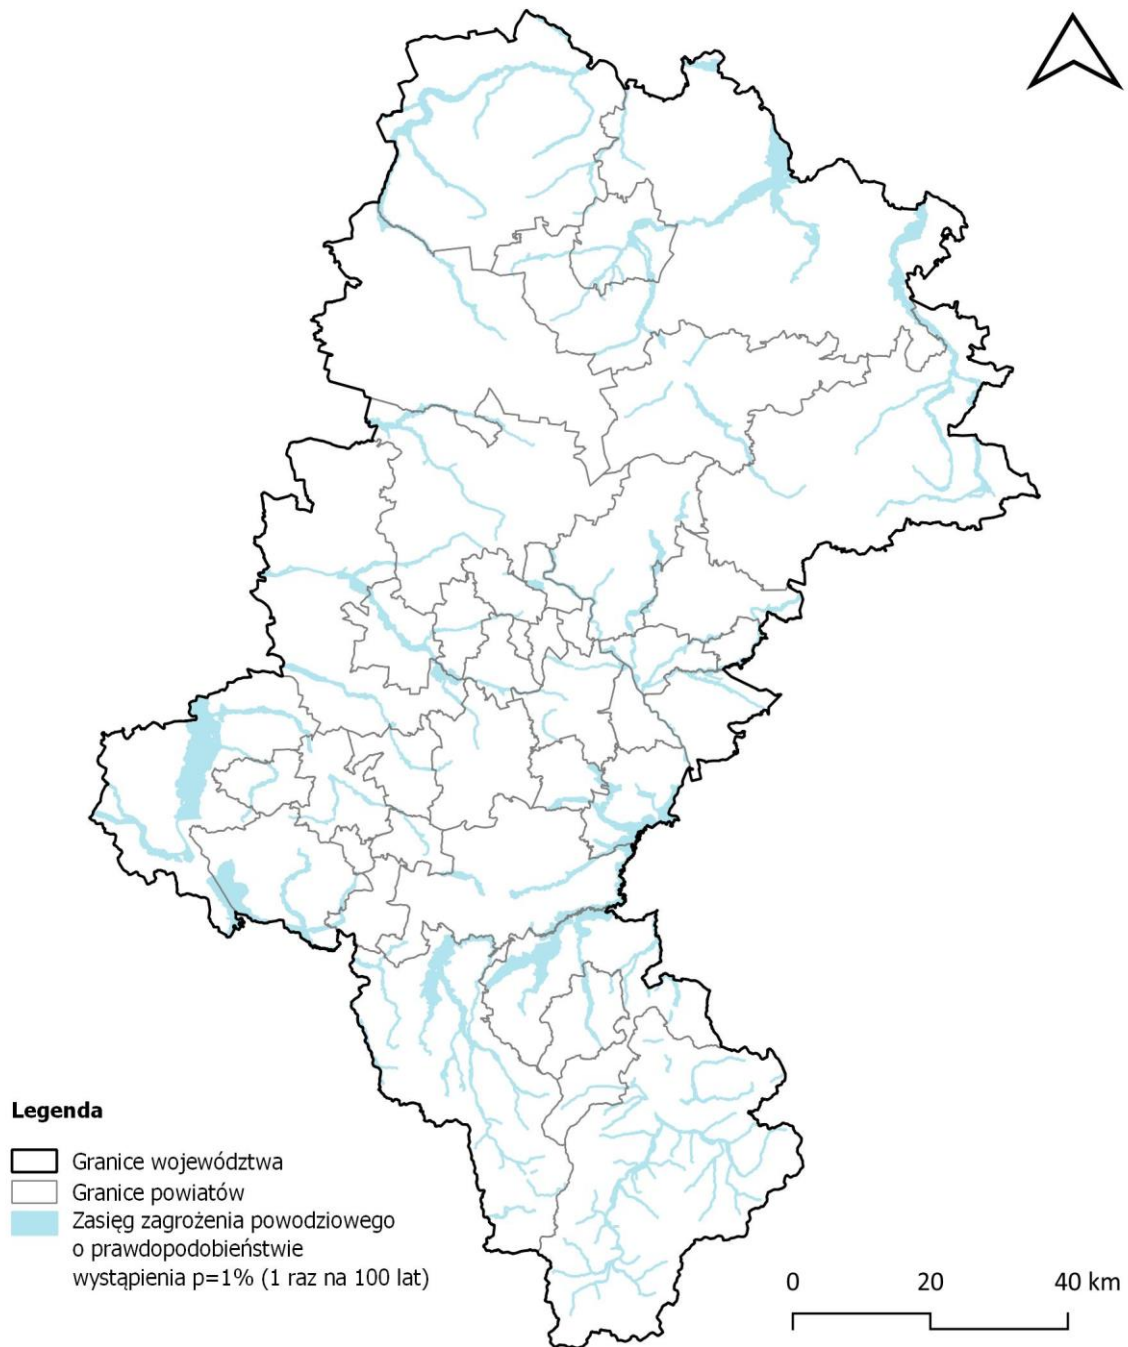 Legenda
Granice województwa
Granice powiatów
Zasięg zagrożenia powodziowego
o prawdopodobieństwie
wystąpienia p=1% (1 raz na 100 lat)
0 20 40 km